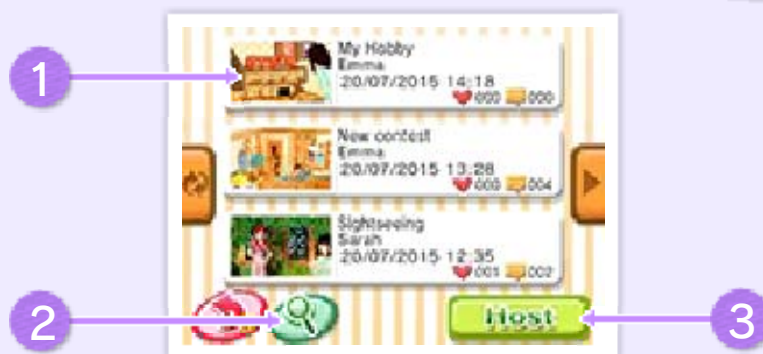 1
My Hobby
Emma
20/07/2015 14:18
000 000
New contest
Emma
20/07/2015 13:28
000 004
Sightseeing
Sarah
20/07/2015 12:35
001 002
2
Host
3